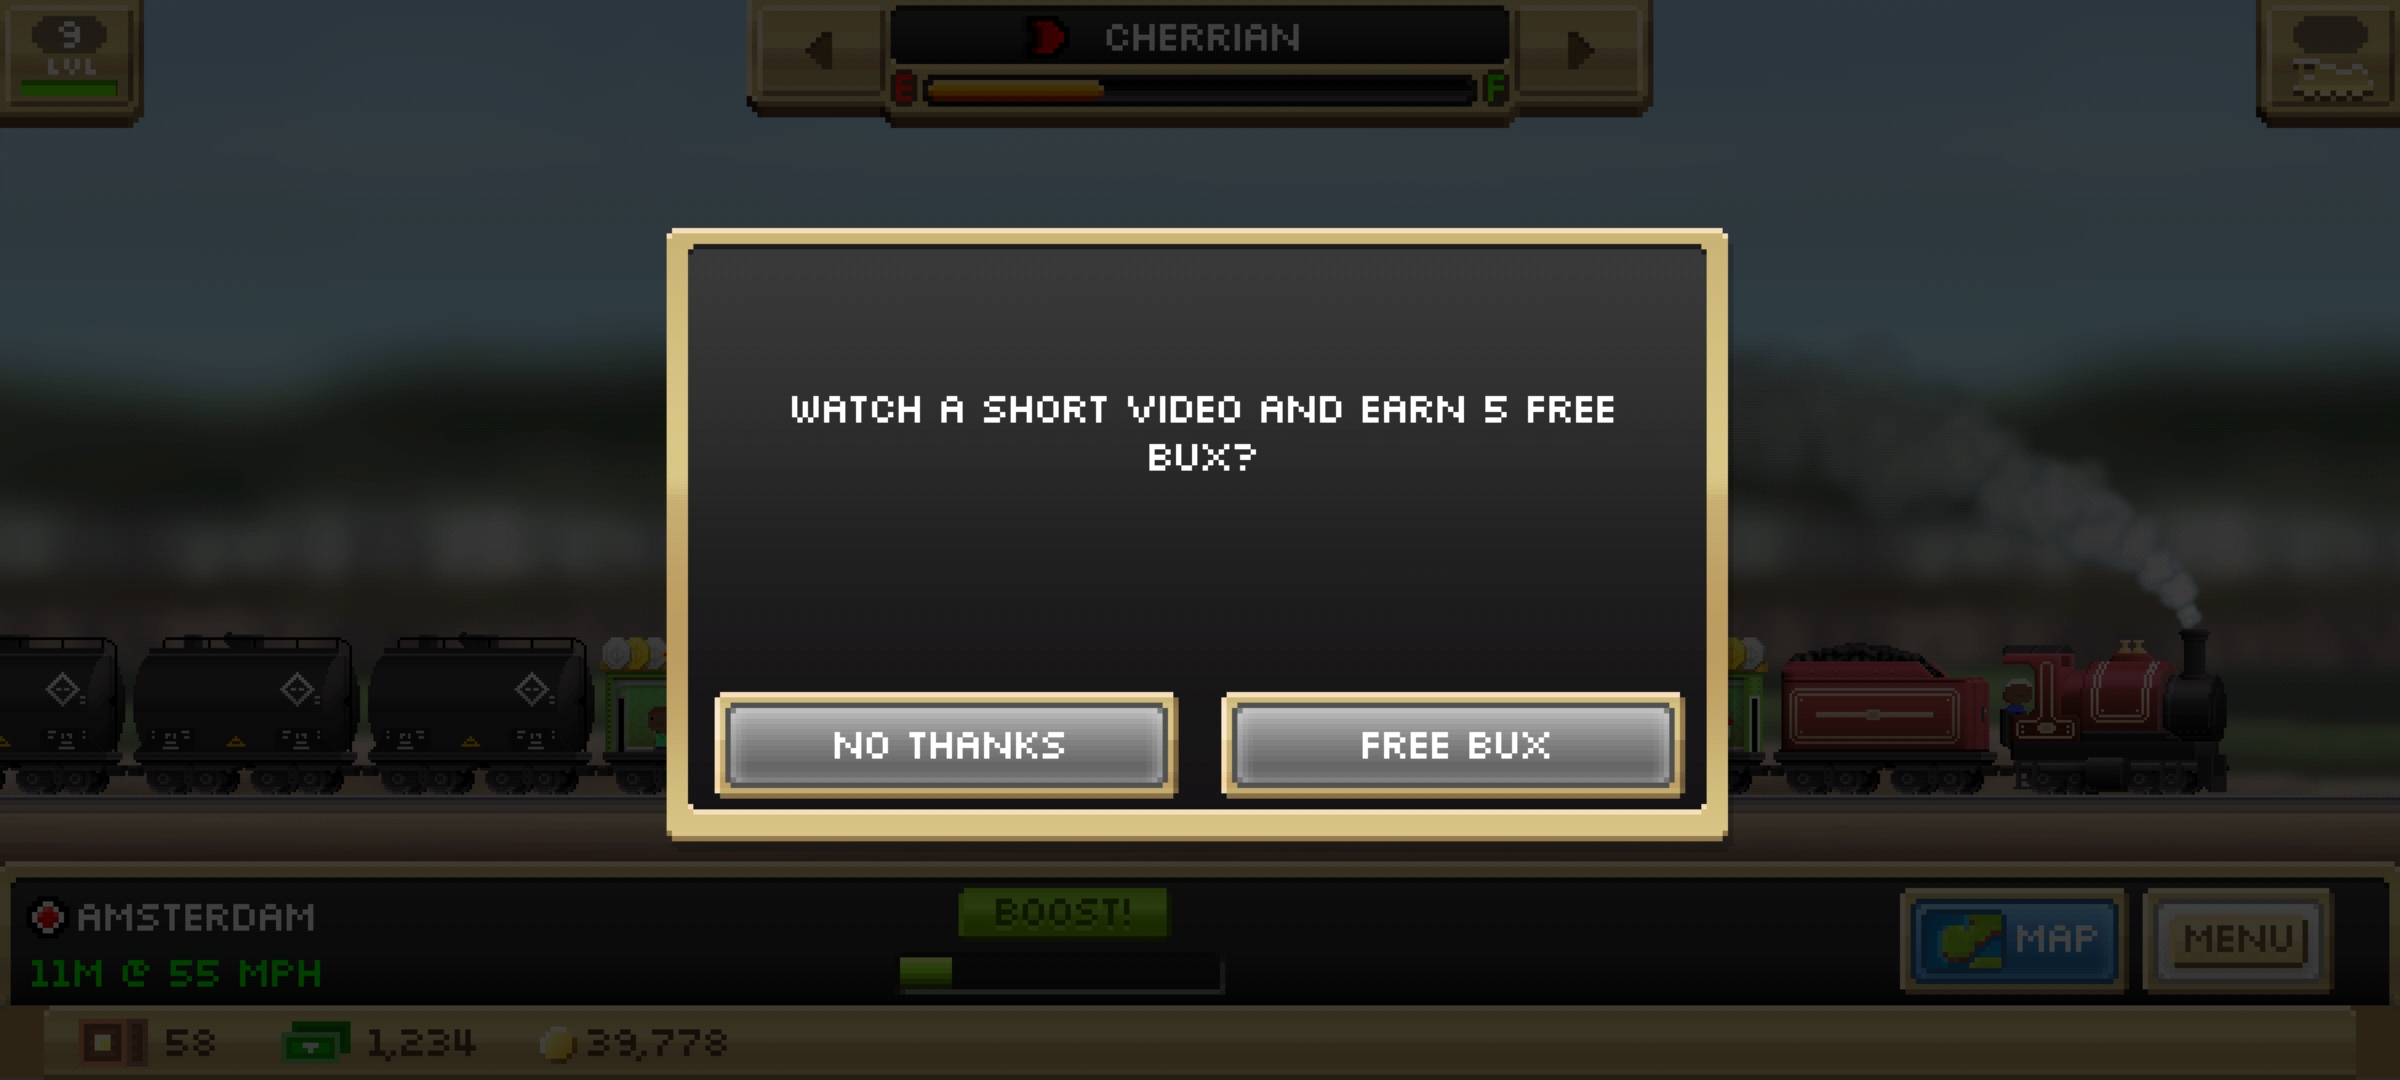 9
LVL
CHERRIAN
E F
WATCH A SHORT VIDEO AND EARN 5 FREE
BUX?
NO THANKS
FREE BUX
AMSTERDAM
BOOST!
MAP
MENU
11M @ 55 MPH
58
1,234
39,778